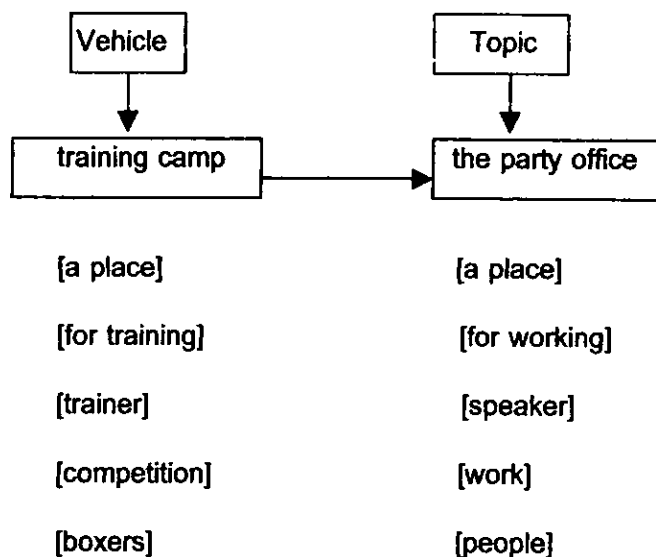 Vehicle Topic
training camp the party office
[a place] [a place]
[for training] [for working]
[trainer] [speaker]
[competition] [work]
[boxers] [people]